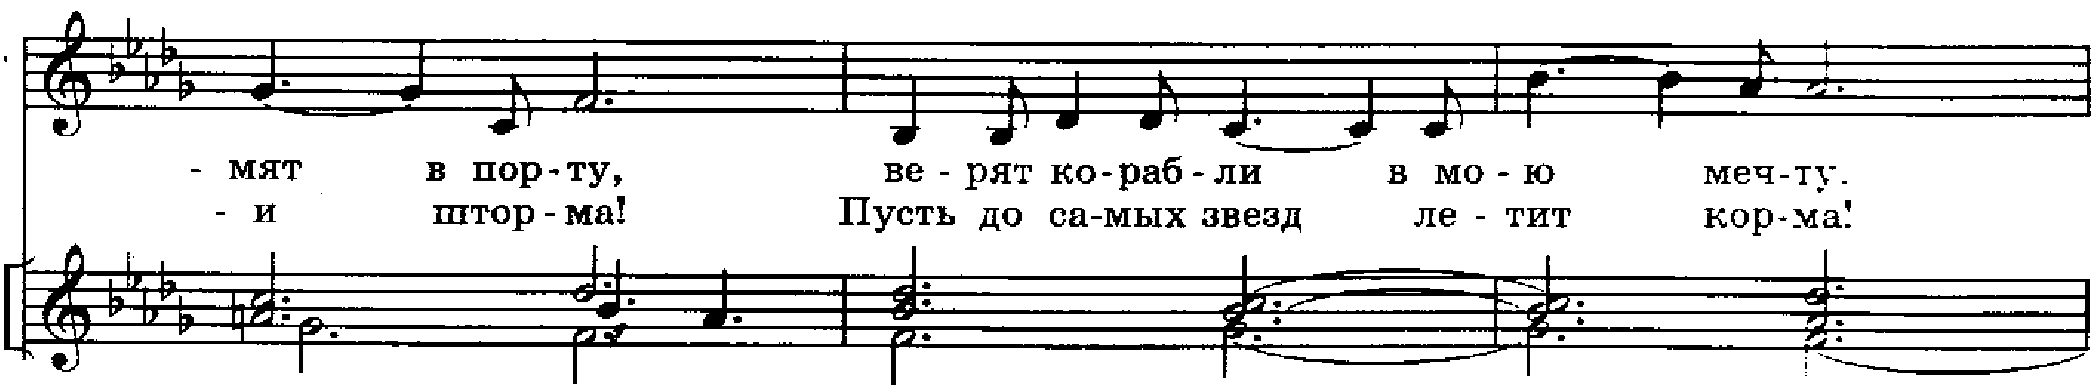 - мят в пор-ту, ве - рят ко-раб-ли в мо - ю меч-ту.
- и штор-ма! Пусть до са-мых звезд ле - тит кор-ма!